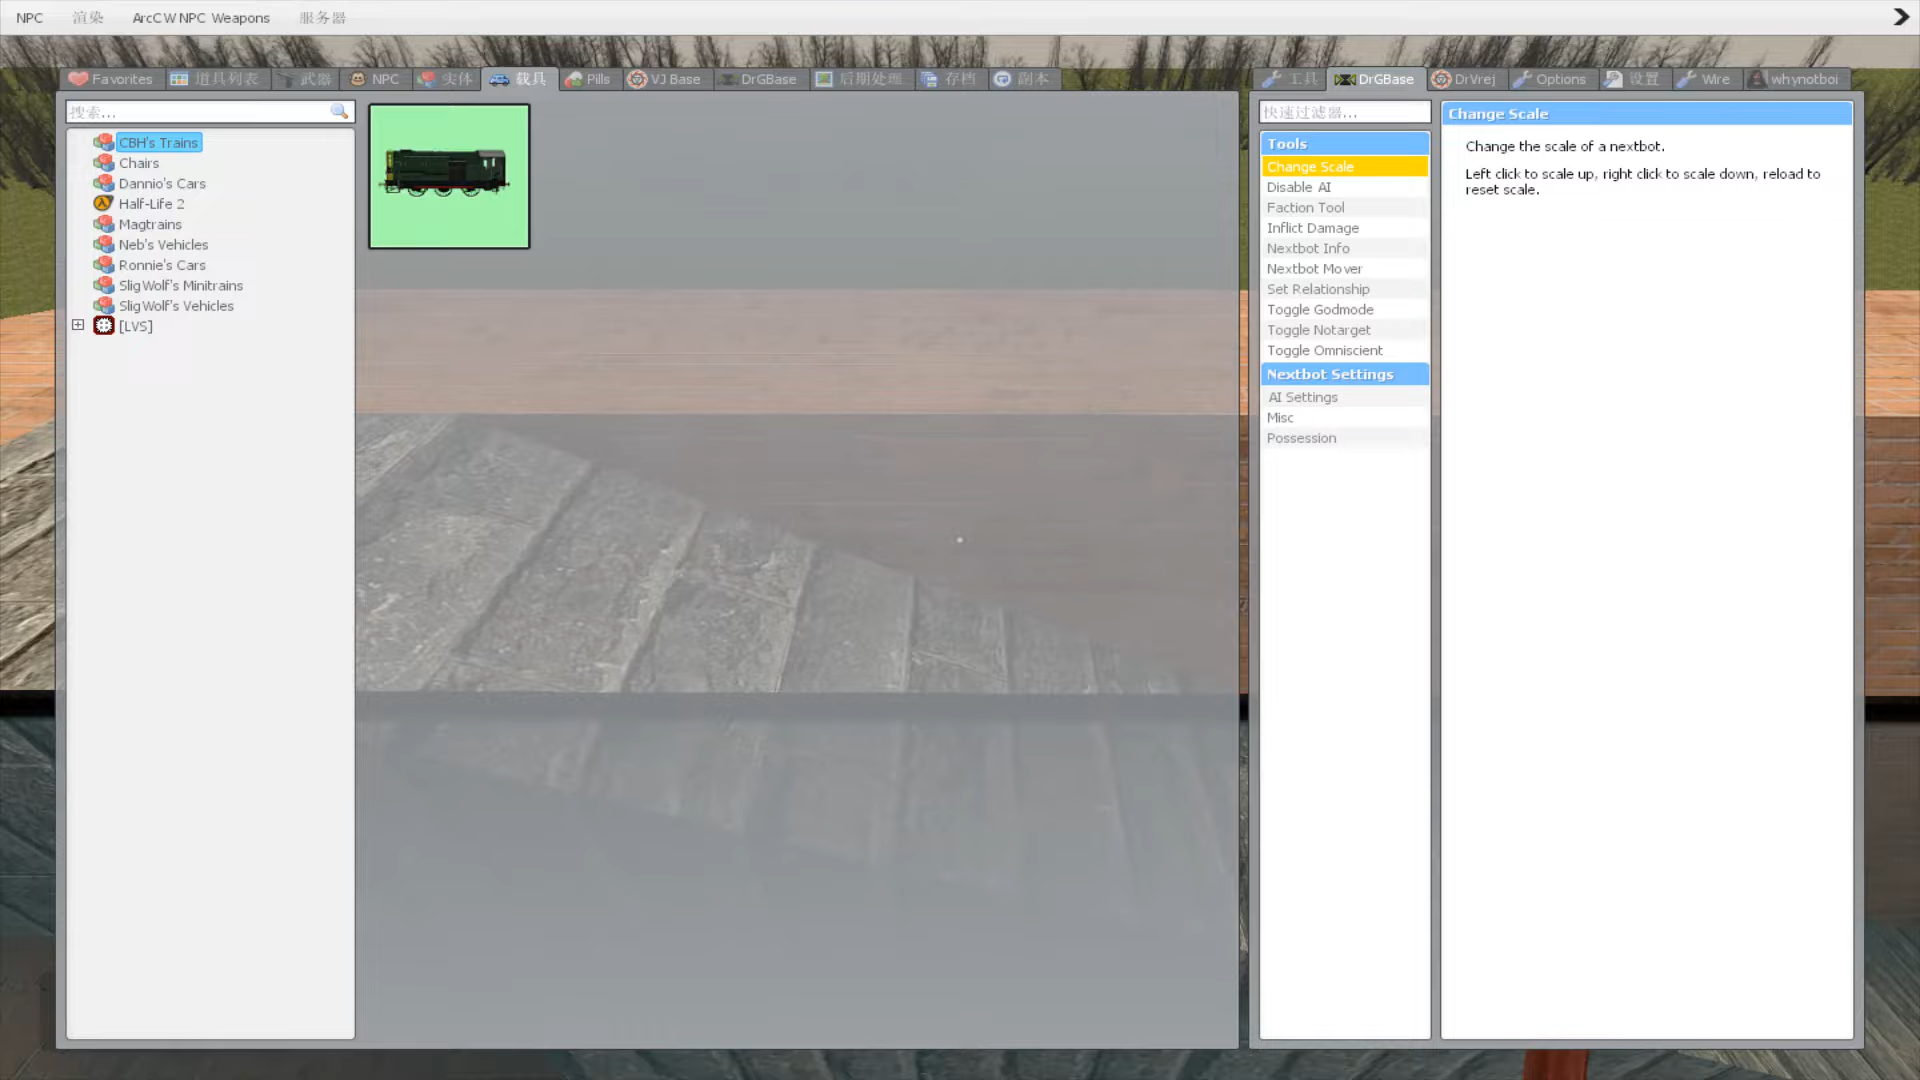 NPC 渲染 ArcCW NPC Weapons 服务器
Favorites 道具列表 武器 NPC 实体 载具 Pills VJ Base DrGBase 后期处理 存档 副本
工具 DrGBase DrVrej Options 设置 Wire whynotboi
搜索...
CBH's Trains
Chairs
Dannio's Cars
Half-Life 2
Magtrains
Neb's Vehicles
Ronnie's Cars
SligWolf's Minitrains
SligWolf's Vehicles
[LVS]
快速过滤器...
Tools
Change Scale
Disable AI
Faction Tool
Inflict Damage
Nextbot Info
Nextbot Mover
Set Relationship
Toggle Godmode
Toggle Notarget
Toggle Omniscient
Nextbot Settings
AI Settings
Misc
Possession
Change Scale
Change the scale of a nextbot.
Left click to scale up, right click to scale down, reload to
reset scale.